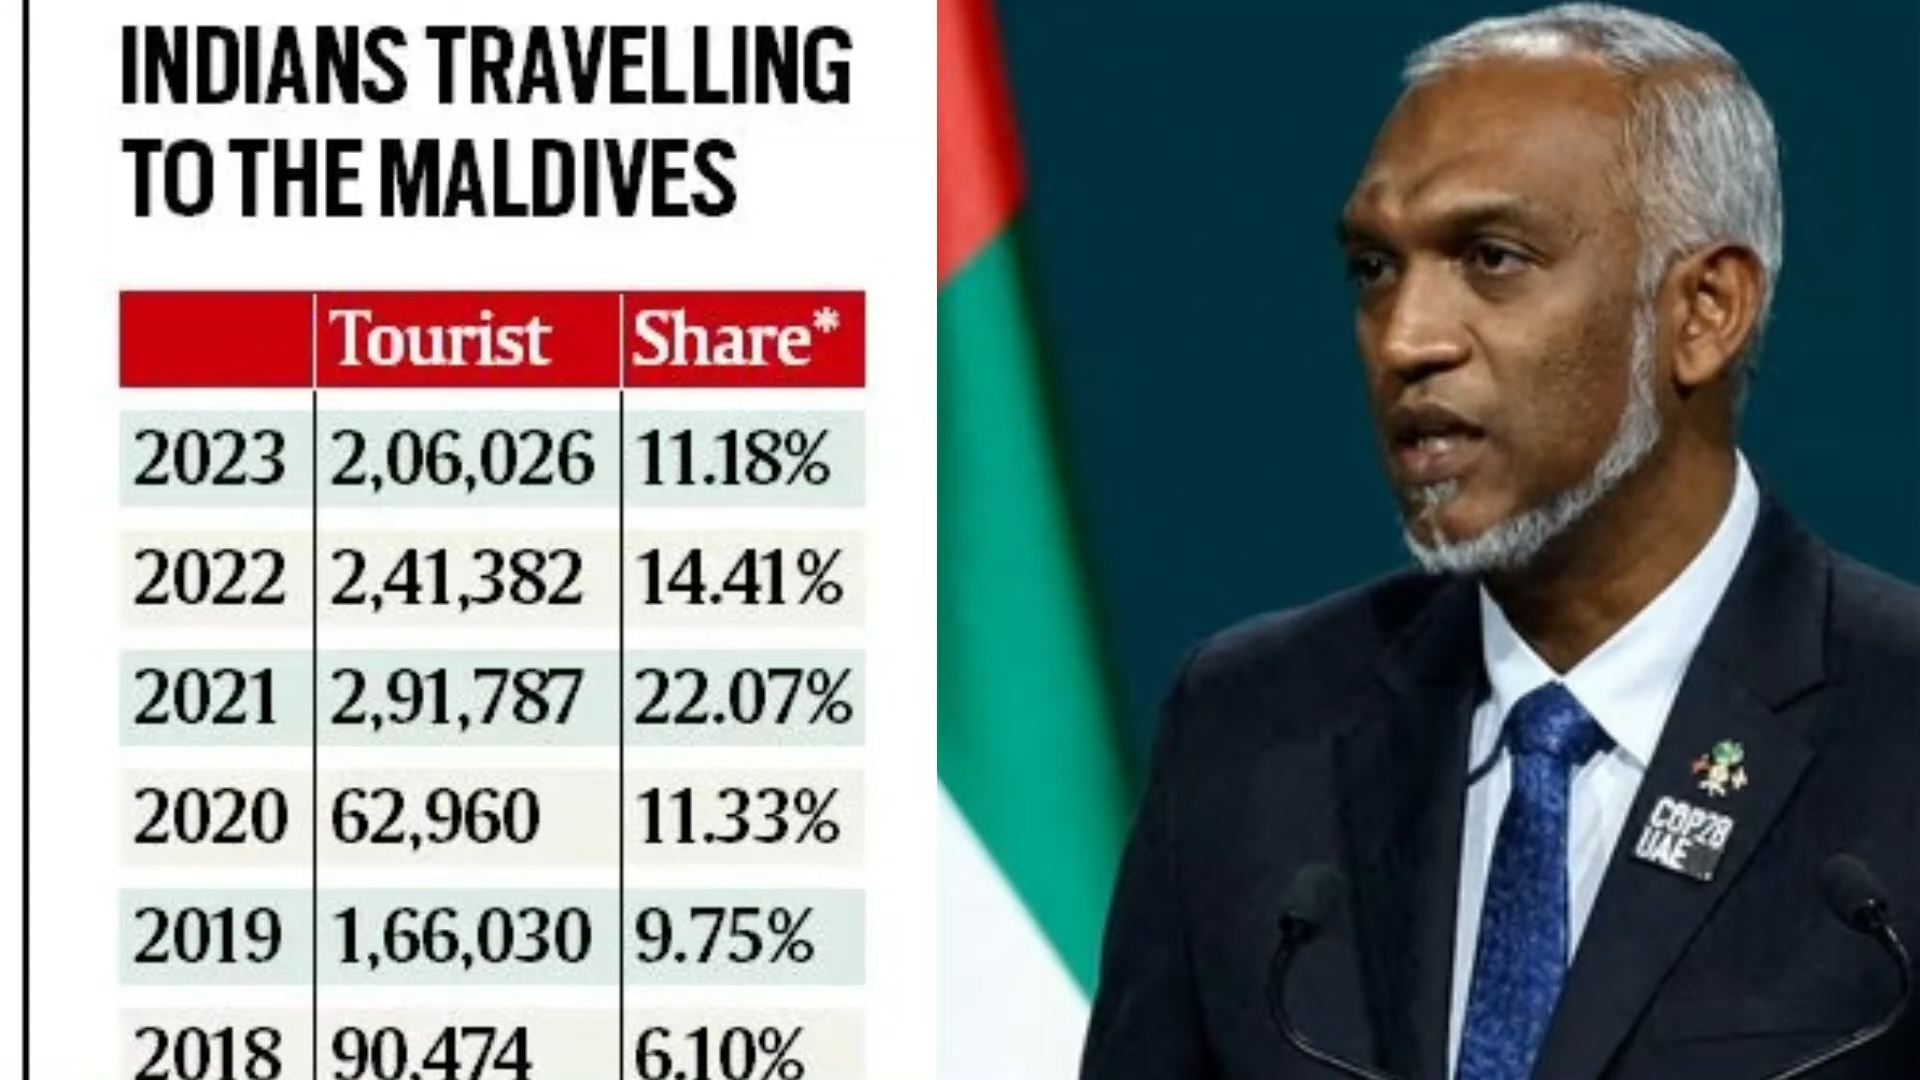 INDIANS TRAVELLING
TO THE MALDIVES
Tourist Share*
2023 2,06,026 11.18%
2022 2,41,382 14.41%
2021 2,91,787 22.07%
2020 62,960 11.33%
2019 1,66,030 9.75%
2018 90,474 6.10%
COP28
UAE